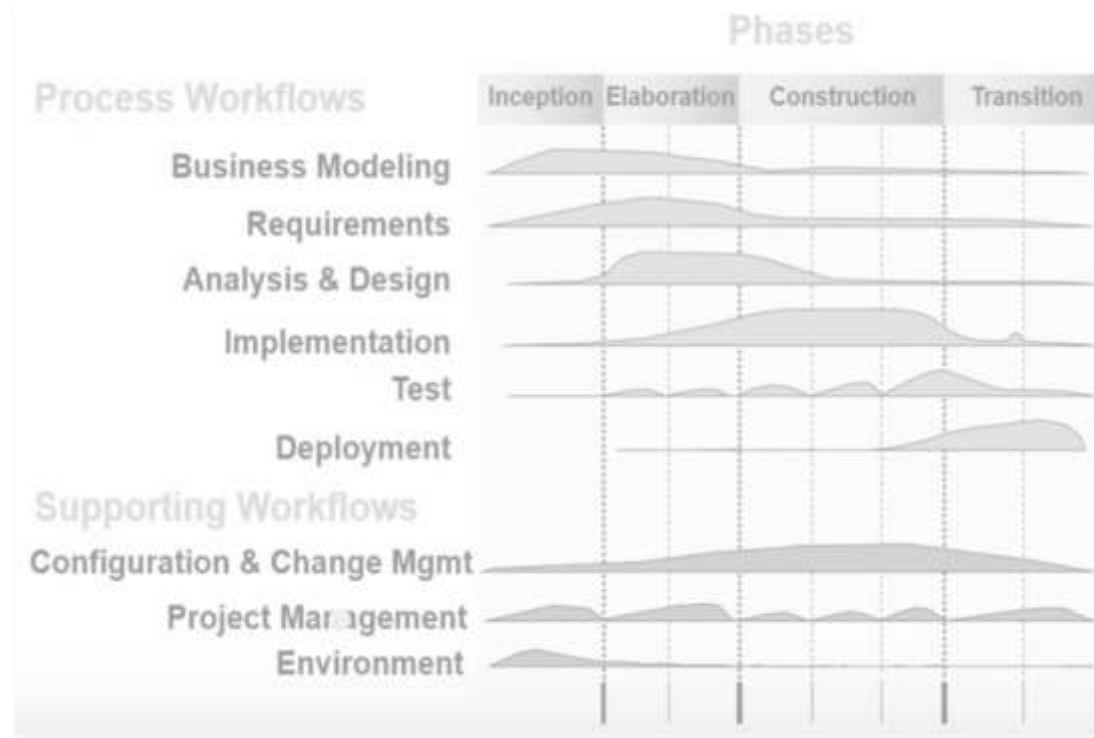 Phases
Process Workflows
Inception Elaboration Construction Transition
Business Modeling
Requirements
Analysis & Design
Implementation
Test
Deployment
Supporting Workflows
Configuration & Change Mgmt
Project Management
Environment